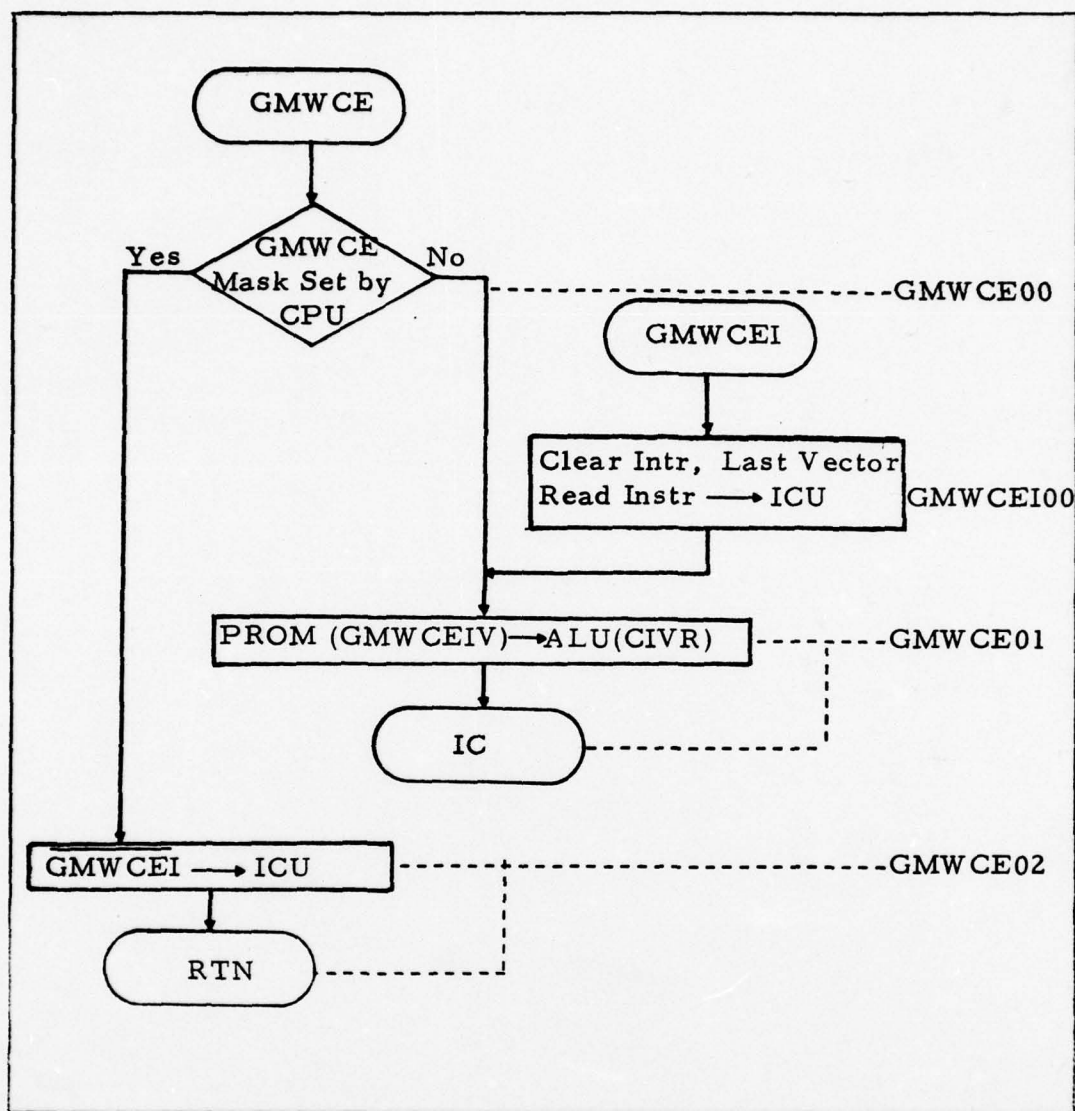 GMWCE
GMWCE
Mask Set by
CPU
Yes
No
GMWCE00
GMWCEI
Clear Intr, Last Vector
Read Instr ⟶ ICU
GMWCEI00
PROM (GMWCEIV)⟶ALU(CIVR)
GMWCE01
IC
G̅M̅W̅C̅E̅I̅ ⟶ ICU
GMWCE02
RTN